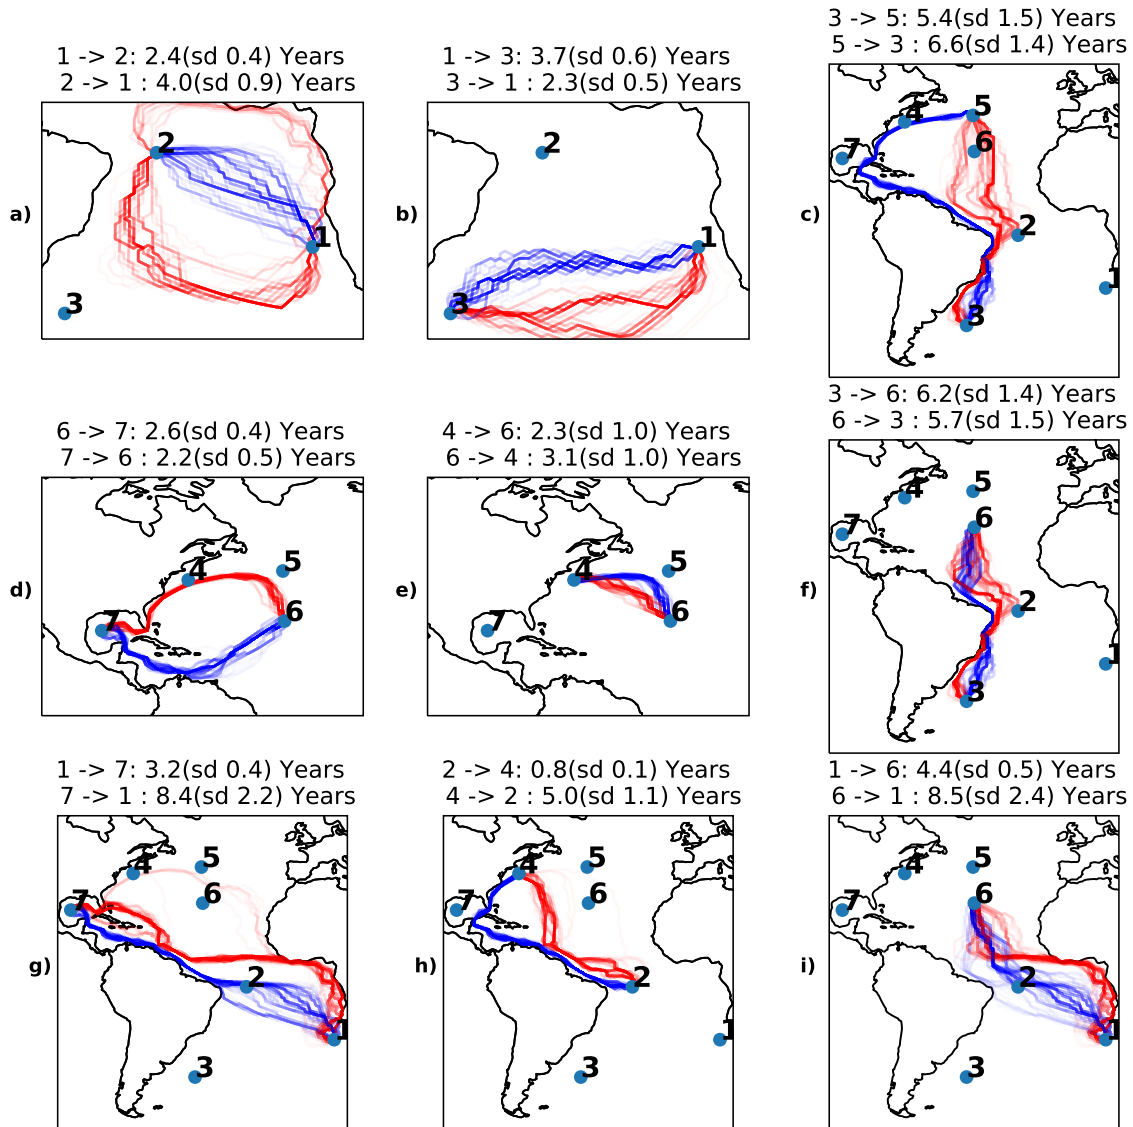 1 -> 2: 2.4(sd 0.4) Years
2 -> 1 : 4.0(sd 0.9) Years
a)
2
1
3
1 -> 3: 3.7(sd 0.6) Years
3 -> 1 : 2.3(sd 0.5) Years
b)
2
1
3
3 -> 5: 5.4(sd 1.5) Years
5 -> 3 : 6.6(sd 1.4) Years
c)
4
5
6
7
2
1
3
6 -> 7: 2.6(sd 0.4) Years
7 -> 6 : 2.2(sd 0.5) Years
d)
4
5
6
7
4 -> 6: 2.3(sd 1.0) Years
6 -> 4 : 3.1(sd 1.0) Years
e)
4
5
6
7
3 -> 6: 6.2(sd 1.4) Years
6 -> 3 : 5.7(sd 1.5) Years
f)
4
5
6
7
2
1
3
1 -> 7: 3.2(sd 0.4) Years
7 -> 1 : 8.4(sd 2.2) Years
g)
4
5
6
7
2
1
3
2 -> 4: 0.8(sd 0.1) Years
4 -> 2 : 5.0(sd 1.1) Years
h)
4
5
6
7
2
1
3
1 -> 6: 4.4(sd 0.5) Years
6 -> 1 : 8.5(sd 2.4) Years
i)
4
5
6
7
2
1
3